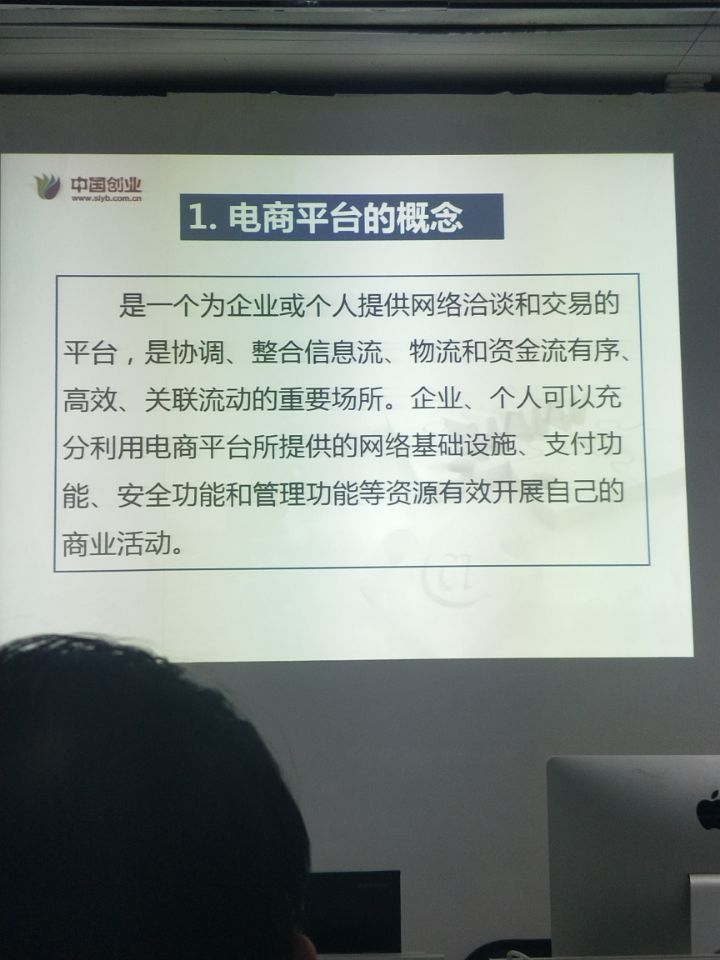 中国创业
www.siyb.com.cn
1. 电商平台的概念
是一个为企业或个人提供网络洽谈和交易的
平台，是协调、整合信息流、物流和资金流有序、
高效、关联流动的重要场所。企业、个人可以充
分利用电商平台所提供的网络基础设施、支付功
能、安全功能和管理功能等资源有效开展自己的
商业活动。